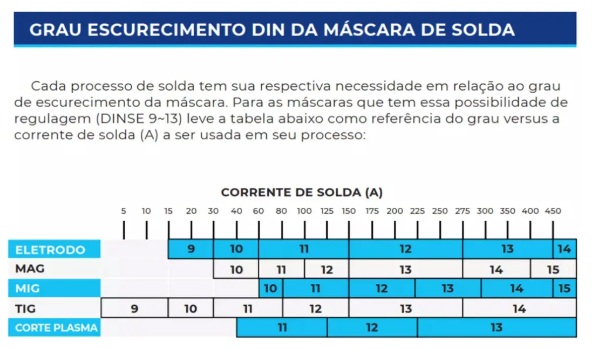 GRAU ESCURECIMENTO DIN DA MÁSCARA DE SOLDA
Cada processo de solda tem sua respectiva necessidade em relação ao grau
de escurecimento da máscara. Para as máscaras que tem essa possibilidade de
regulagem (DINSE 9~13) leve a tabela abaixo como referência do grau versus a
corrente de solda (A) a ser usada em seu processo:
CORRENTE DE SOLDA (A)
5 10 15 20 30 40 60 80 100 125 150 175 200 225 250 275 300 350 400 450
ELETRODO 9 10 11 12 13 14
MAG 10 11 12 13 14 15
MIG 10 11 12 13 14 15
TIG 9 10 11 12 13 14
CORTE PLASMA 11 12 13